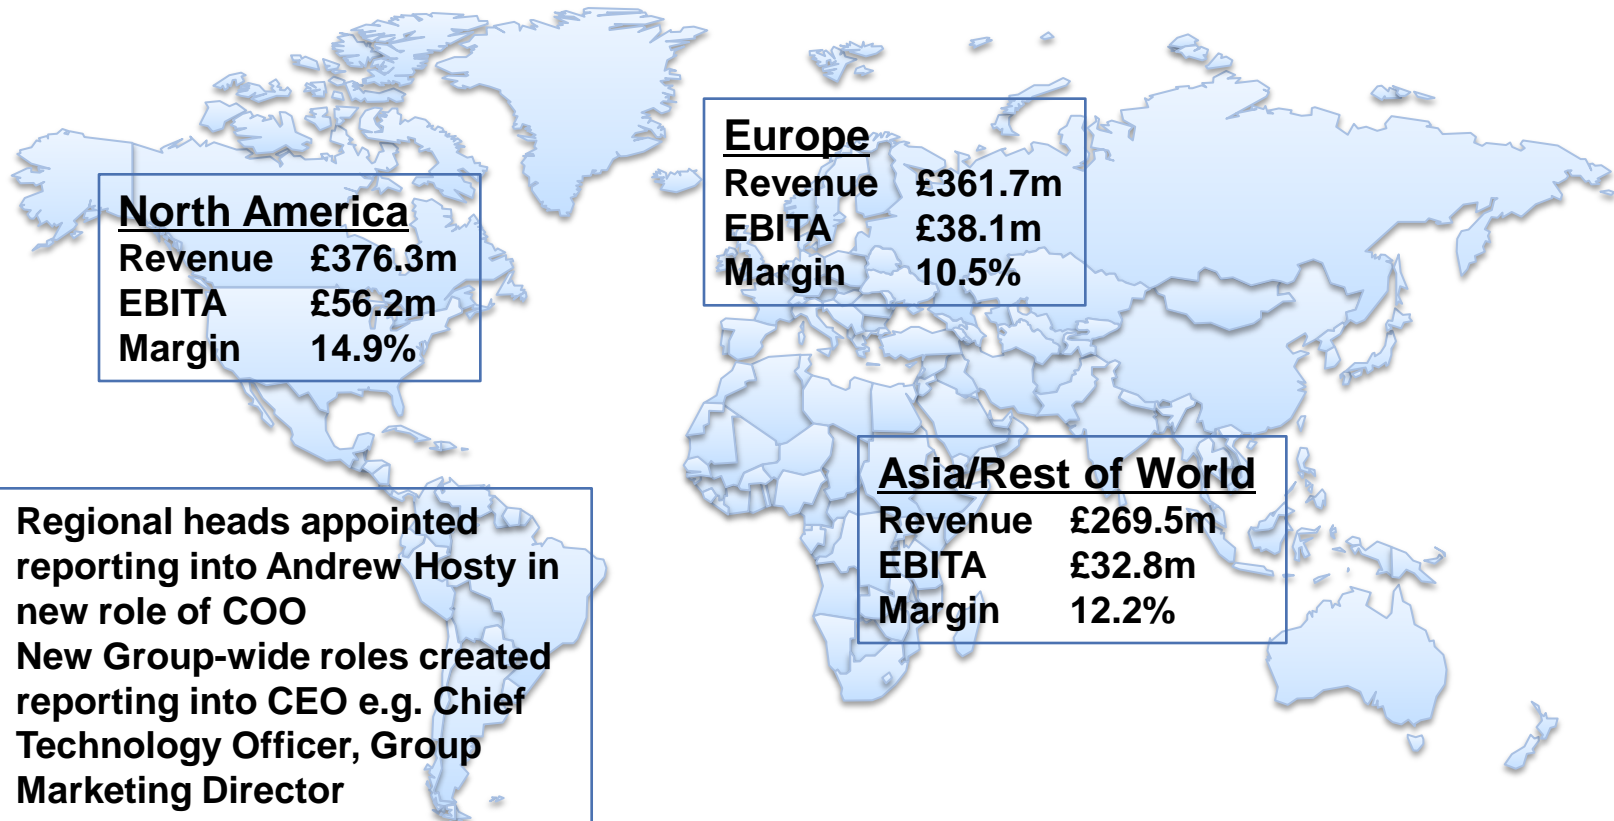 North America
Revenue £376.3m
EBITA £56.2m
Margin 14.9%
Europe
Revenue £361.7m
EBITA £38.1m
Margin 10.5%
Asia/Rest of World
Revenue £269.5m
EBITA £32.8m
Margin 12.2%
Regional heads appointed
reporting into Andrew Hosty in
new role of COO
New Group-wide roles created
reporting into CEO e.g. Chief
Technology Officer, Group
Marketing Director